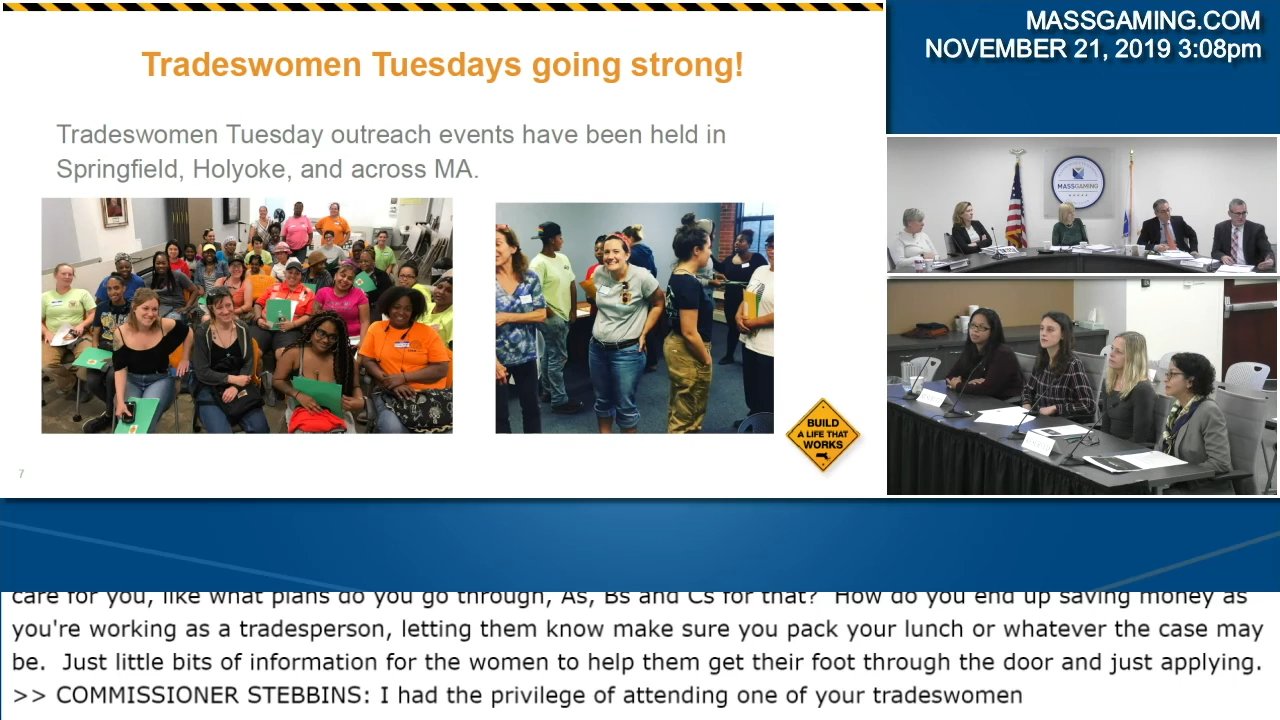 Tradeswomen Tuesdays going strong!
Tradeswomen Tuesday outreach events have been held in
Springfield, Holyoke, and across MA.
BUILD
A LIFE THAT
WORKS
7
MASSGAMING.COM
NOVEMBER 21, 2019 3:08pm
MASSGAMING
care for you, like what plans do you go through, As, Bs and Cs for that?  How do you end up saving money as
you're working as a tradesperson, letting them know make sure you pack your lunch or whatever the case may
be.  Just little bits of information for the women to help them get their foot through the door and just applying.
>> COMMISSIONER STEBBINS: I had the privilege of attending one of your tradeswomen